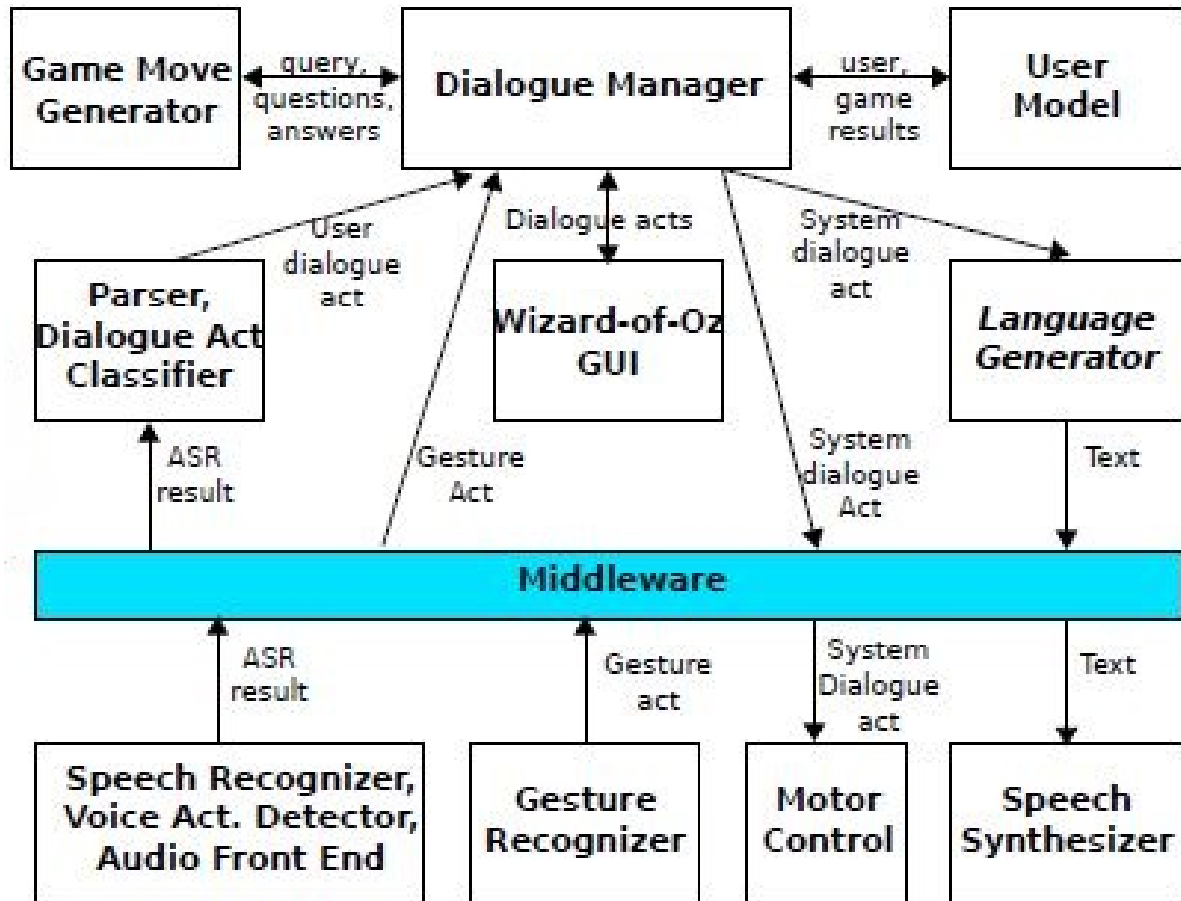 Game Move
Generator
query,
questions,
answers
Dialogue Manager
user,
game
results
User
Model
User
dialogue
act
Dialogue acts
System
dialogue
act
Parser,
Dialogue Act
Classifier
Wizard-of-Oz
GUI
Language
Generator
ASR
result
Gesture
Act
System
dialogue
Act
Text
Middleware
ASR
result
Gesture
act
System
Dialogue
act
Text
Speech Recognizer,
Voice Act. Detector,
Audio Front End
Gesture
Recognizer
Motor
Control
Speech
Synthesizer